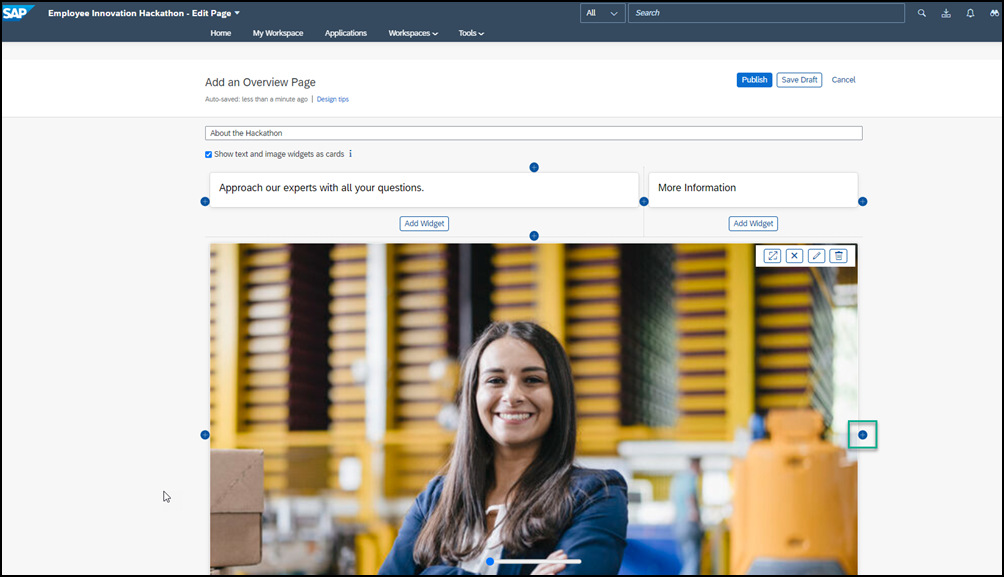 SAP
Employee Innovation Hackathon - Edit Page
All
Search
Home
My Workspace
Applications
Workspaces
Tools
Add an Overview Page
Publish
Save Draft
Cancel
Auto-saved: less than a minute ago | Design tips
About the Hackathon
Show text and image widgets as cards
Approach our experts with all your questions.
More Information
Add Widget
Add Widget